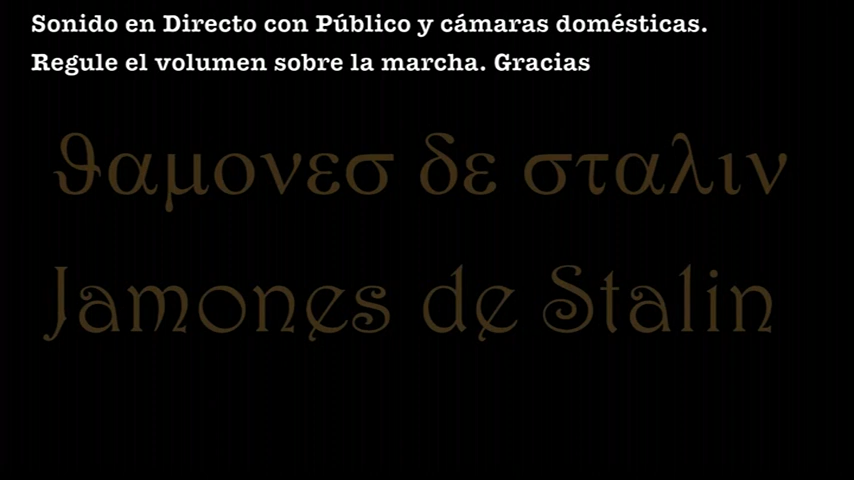 Sonido en Directo con Público y cámaras domésticas.
Regule el volumen sobre la marcha. Gracias
ϑαμονεσ δε σταλιν
Jamones de Stalin